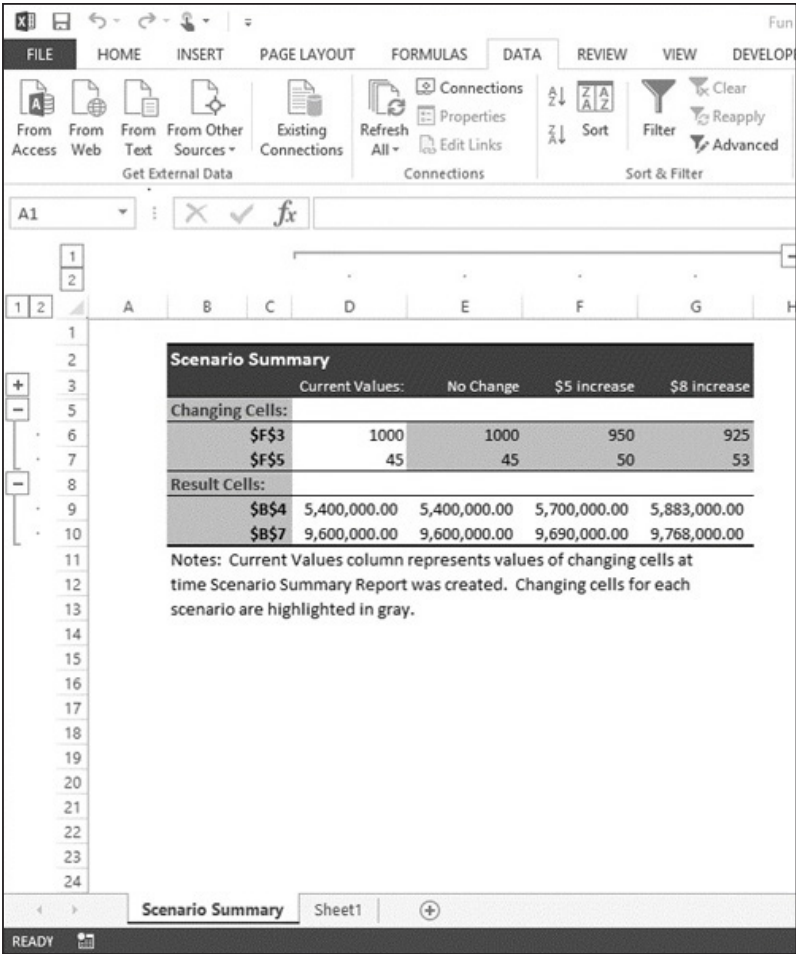 Fun
FILE HOME INSERT PAGE LAYOUT FORMULAS DATA REVIEW VIEW DEVELOP
From Access
From Web
From Text
From Other Sources
Existing Connections
Refresh All
Connections
Properties
Edit Links
Sort
Filter
Clear
Reapply
Advanced
Get External Data Connections Sort & Filter
A1 fx
1
2
1 2 A B C D E F G H
1
2 Scenario Summary
3 Current Values: No Change $5 increase $8 increase
5 Changing Cells:
6 $F$3 1000 1000 950 925
7 $F$5 45 45 50 53
8 Result Cells:
9 $B$4 5,400,000.00 5,400,000.00 5,700,000.00 5,883,000.00
10 $B$7 9,600,000.00 9,600,000.00 9,690,000.00 9,768,000.00
11 Notes: Current Values column represents values of changing cells at
12 time Scenario Summary Report was created. Changing cells for each
13 scenario are highlighted in gray.
14
15
16
17
18
19
20
21
22
23
24
Scenario Summary Sheet1
READY